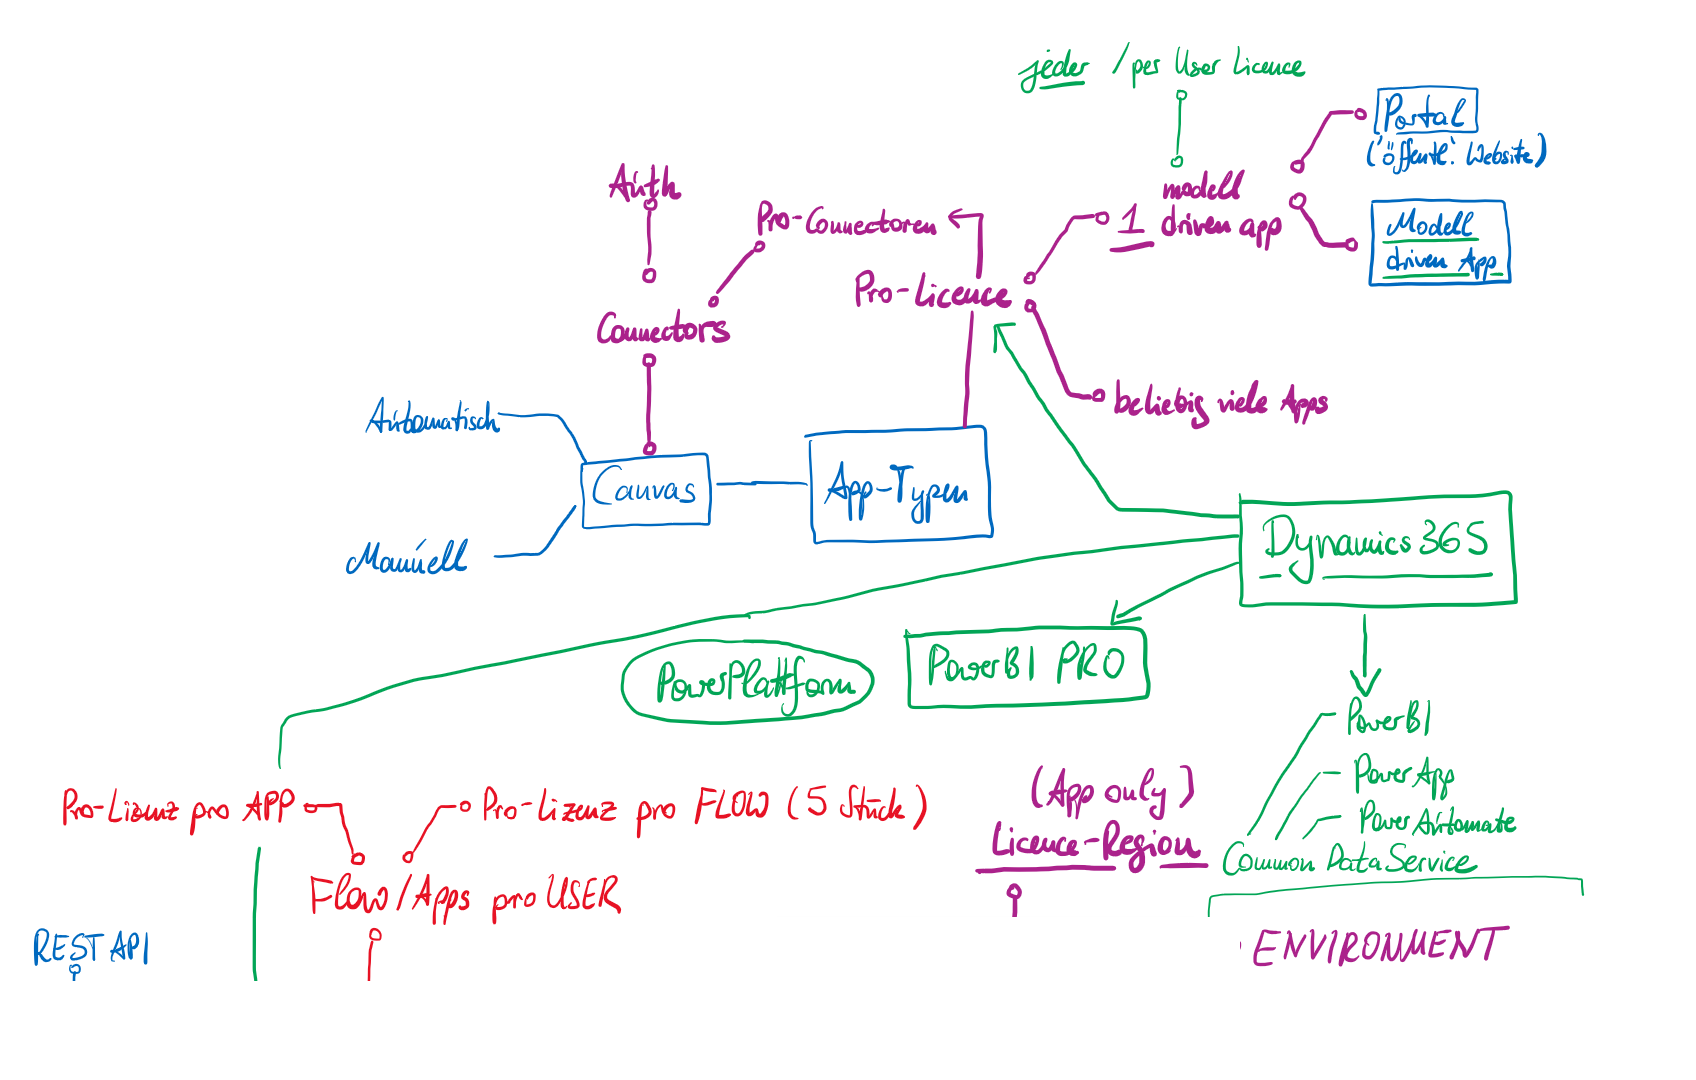 jeder / per User Licence
Portal
('öffentl.' Website)
Auth
modell
1 driven app
Pro-Connectoren
Modell
driven App
Pro-Licence
Connectors
beliebig viele Apps
Automatisch
Canvas
App-Typen
Manuell
Dynamics 365
PowerPlattform
PowerBI PRO
PowerBI
PowerApp
Power Automate
Common Data Service
(App only)
Licence-Region
Pro-Lizenz pro APP
Pro-Lizenz pro FLOW (5 Stück)
Flow/Apps pro USER
REST API
ENVIRONMENT